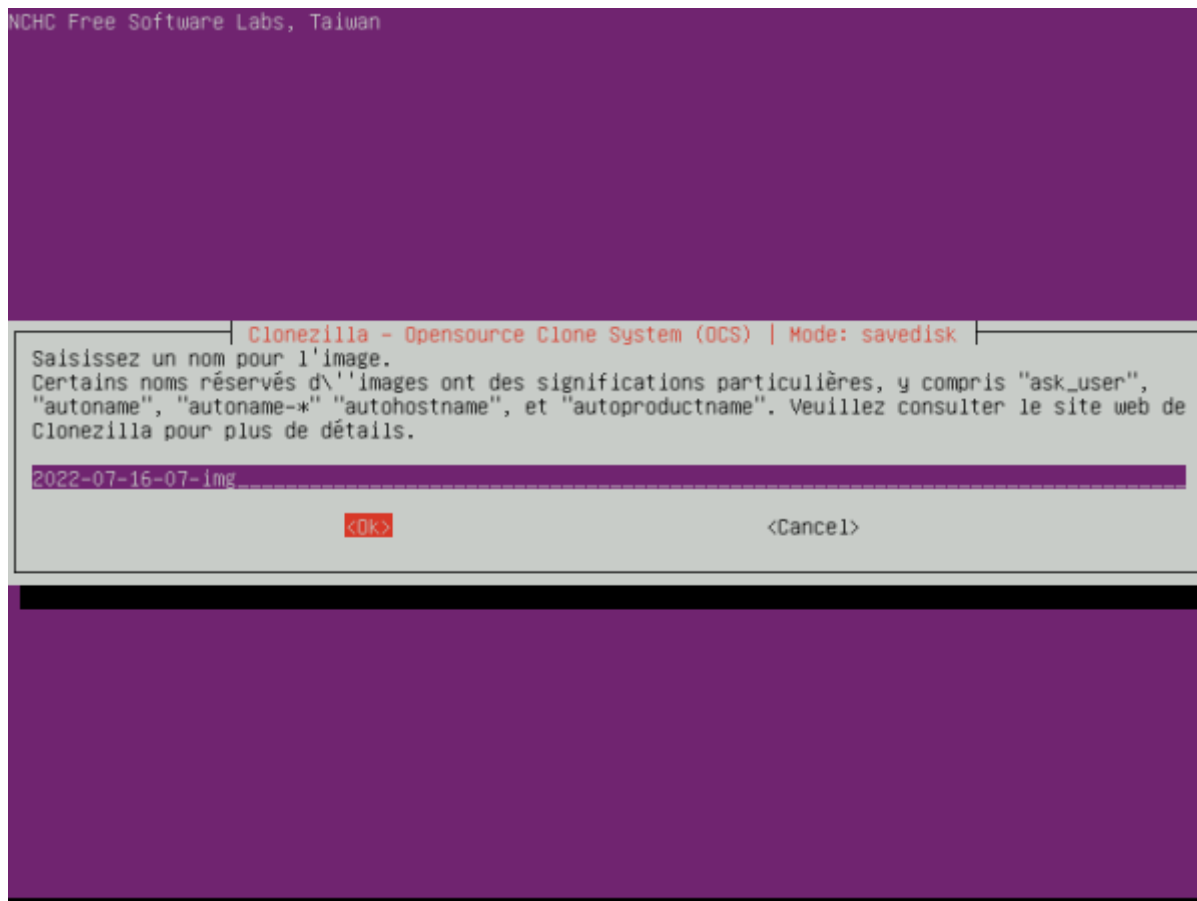 NCHC Free Software Labs, Taiwan
Clonezilla - Opensource Clone System (OCS) | Mode: savedisk
Saisissez un nom pour l'image.
Certains noms réservés d\''images ont des significations particulières, y compris "ask_user",
"autoname", "autoname-*" "autohostname", et "autoproductname". Veuillez consulter le site web de
Clonezilla pour plus de détails.
2022-07-16-07-img
<Ok> <Cancel>